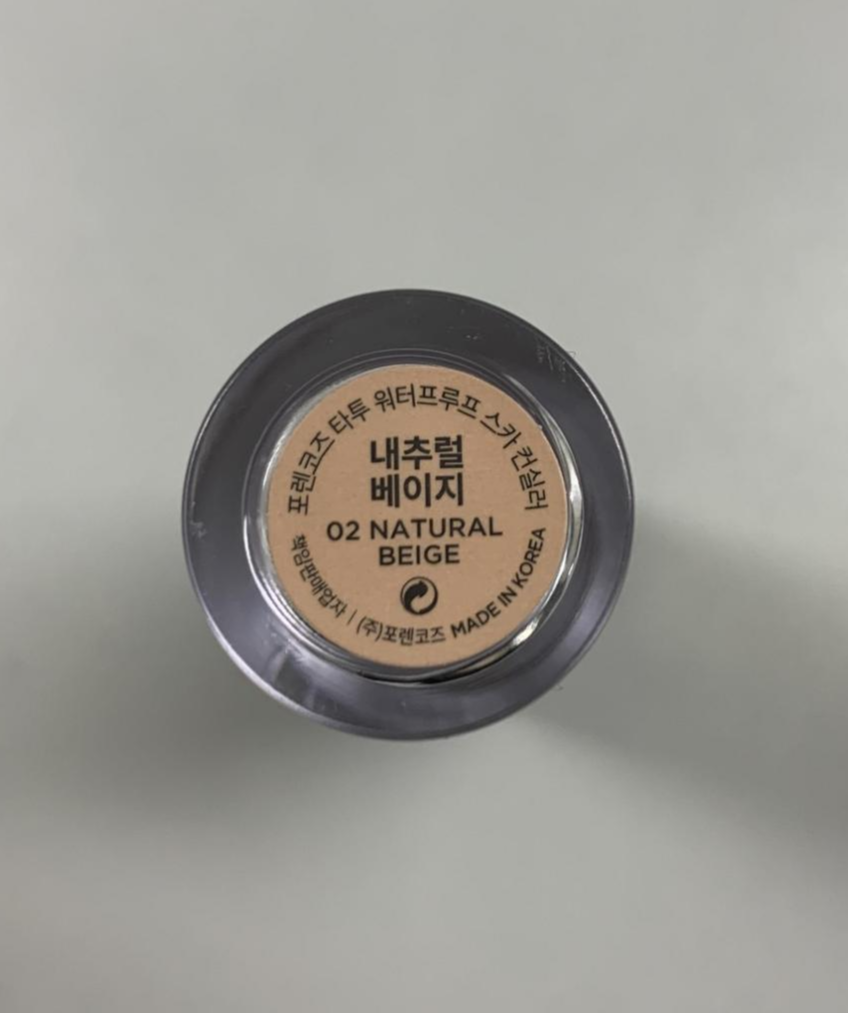 포렌코즈 타투 워터프루프 스카 컨실러
내추럴
베이지
02 NATURAL
BEIGE
책임판매업자 | (주)포렌코즈 MADE IN KOREA